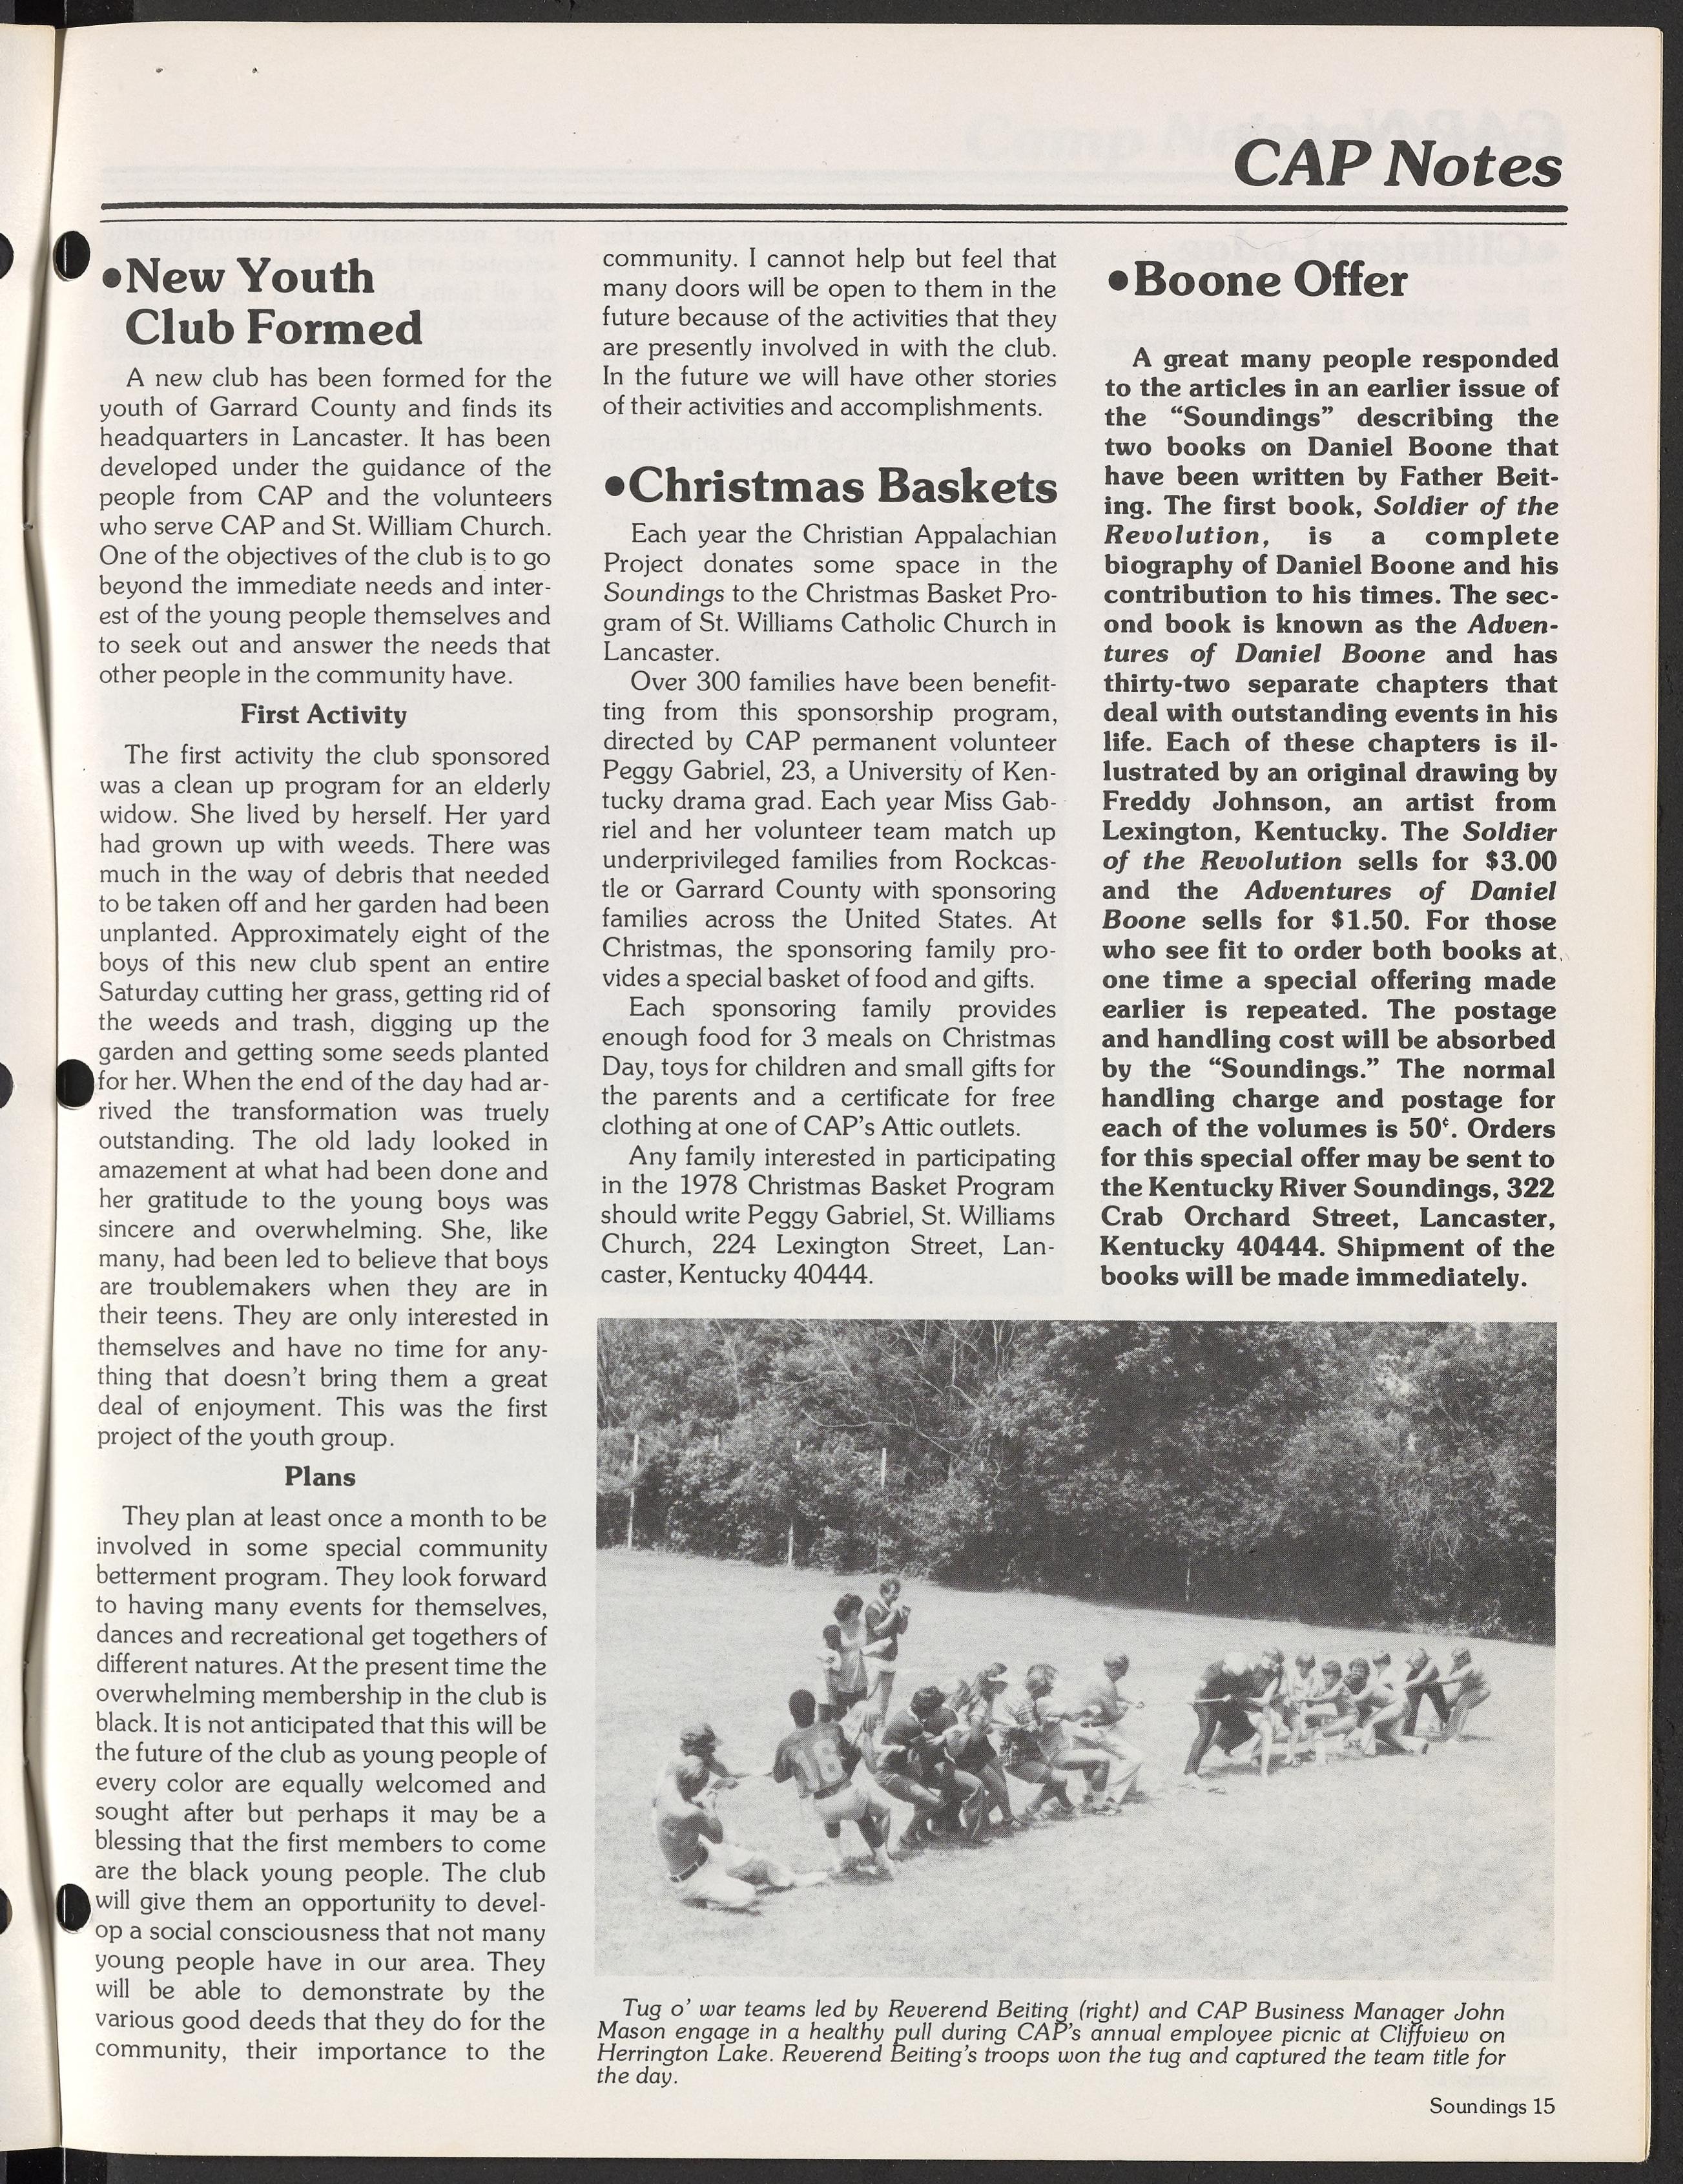 CAP Notes
•New Youth
Club Formed
A new club has been formed for the
youth of Garrard County and finds its
headquarters in Lancaster. It has been
developed under the guidance of the
people from CAP and the volunteers
who serve CAP and St. William Church.
One of the objectives of the club is to go
beyond the immediate needs and inter-
est of the young people themselves and
to seek out and answer the needs that
other people in the community have.
First Activity
The first activity the club sponsored
was a clean up program for an elderly
widow. She lived by herself. Her yard
had grown up with weeds. There was
much in the way of debris that needed
to be taken off and her garden had been
unplanted. Approximately eight of the
boys of this new club spent an entire
Saturday cutting her grass, getting rid of
the weeds and trash, digging up the
garden and getting some seeds planted
for her. When the end of the day had ar-
rived the transformation was truely
outstanding. The old lady looked in
amazement at what had been done and
her gratitude to the young boys was
sincere and overwhelming. She, like
many, had been led to believe that boys
are troublemakers when they are in
their teens. They are only interested in
themselves and have no time for any-
thing that doesn't bring them a great
deal of enjoyment. This was the first
project of the youth group.
Plans
They plan at least once a month to be
involved in some special community
betterment program. They look forward
to having many events for themselves,
dances and recreational get togethers of
different natures. At the present time the
overwhelming membership in the club is
black. It is not anticipated that this will be
the future of the club as young people of
every color are equally welcomed and
sought after but perhaps it may be a
blessing that the first members to come
are the black young people. The club
will give them an opportunity to devel-
op a social consciousness that not many
young people have in our area. They
will be able to demonstrate by the
various good deeds that they do for the
community, their importance to the
community. I cannot help but feel that
many doors will be open to them in the
future because of the activities that they
are presently involved in with the club.
In the future we will have other stories
of their activities and accomplishments.
•Christmas Baskets
Each year the Christian Appalachian
Project donates some space in the
Soundings to the Christmas Basket Pro-
gram of St. Williams Catholic Church in
Lancaster.
Over 300 families have been benefit-
ting from this sponsorship program,
directed by CAP permanent volunteer
Peggy Gabriel, 23, a University of Ken-
tucky drama grad. Each year Miss Gab-
riel and her volunteer team match up
underprivileged families from Rockcas-
tle or Garrard County with sponsoring
families across the United States. At
Christmas, the sponsoring family pro-
vides a special basket of food and gifts.
Each sponsoring family provides
enough food for 3 meals on Christmas
Day, toys for children and small gifts for
the parents and a certificate for free
clothing at one of CAP's Attic outlets.
Any family interested in participating
in the 1978 Christmas Basket Program
should write Peggy Gabriel, St. Williams
Church, 224 Lexington Street, Lan-
caster, Kentucky 40444.
•Boone Offer
A great many people responded
to the articles in an earlier issue of
the “Soundings” describing the
two books on Daniel Boone that
have been written by Father Beit-
ing. The first book, Soldier of the
Revolution, is a complete
biography of Daniel Boone and his
contribution to his times. The sec-
ond book is known as the Adven-
tures of Daniel Boone and has
thirty-two separate chapters that
deal with outstanding events in his
life. Each of these chapters is il-
lustrated by an original drawing by
Freddy Johnson, an artist from
Lexington, Kentucky. The Soldier
of the Revolution sells for $3.00
and the Adventures of Daniel
Boone sells for $1.50. For those
who see fit to order both books at
one time a special offering made
earlier is repeated. The postage
and handling cost will be absorbed
by the “Soundings.” The normal
handling charge and postage for
each of the volumes is 50¢. Orders
for this special offer may be sent to
the Kentucky River Soundings, 322
Crab Orchard Street, Lancaster,
Kentucky 40444. Shipment of the
books will be made immediately.
18
Tug o' war teams led by Reverend Beiting (right) and CAP Business Manager John
Mason engage in a healthy pull during CAP's annual employee picnic at Cliffview on
Herrington Lake. Reverend Beiting's troops won the tug and captured the team title for
the day.
Soundings 15